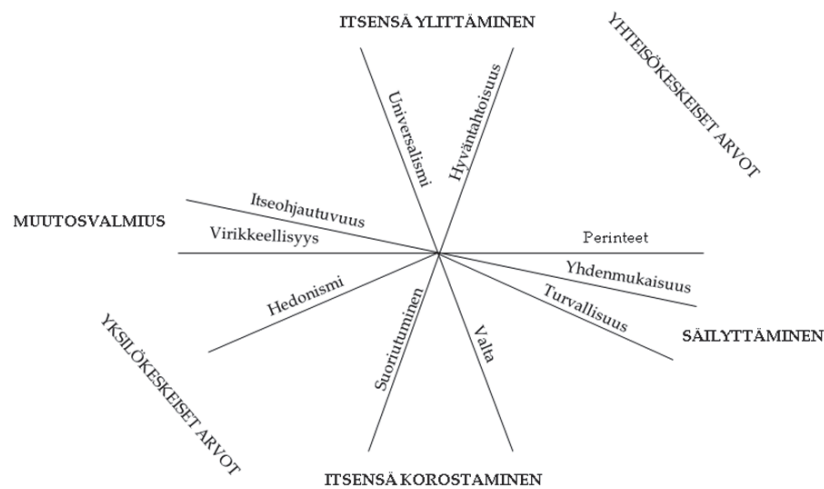 ITSENSÄ YLITTÄMINEN
YHTEISÖKESKEISET ARVOT
Universalismi
Hyväntahtoisuus
Itseohjautuvuus
MUUTOSVALMIUS
Virikkeellisyys
Perinteet
Yhdenmukaisuus
Hedonismi
Turvallisuus
Suoriutuminen
Valta
SÄILYTTÄMINEN
YKSILÖKESKEISET ARVOT
ITSENSÄ KOROSTAMINEN